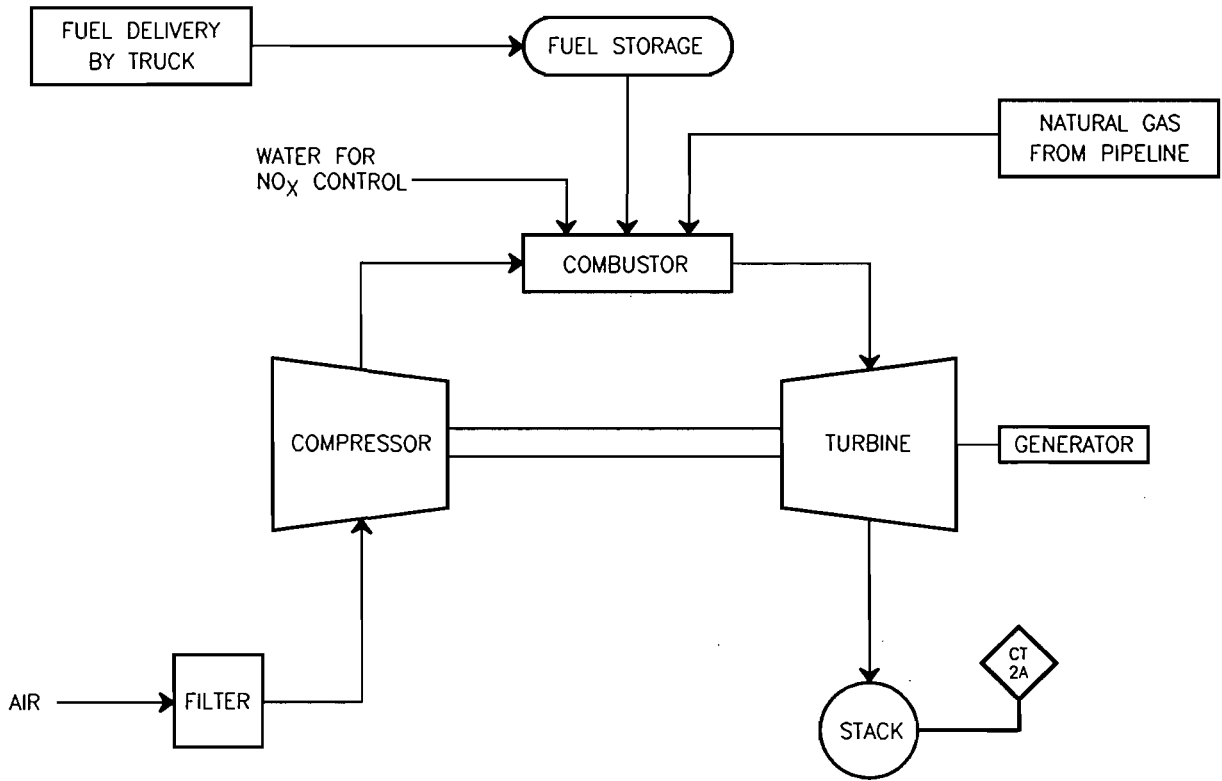 FUEL DELIVERY
BY TRUCK
FUEL STORAGE
NATURAL GAS
FROM PIPELINE
WATER FOR
NOX CONTROL
COMBUSTOR
COMPRESSOR
TURBINE
GENERATOR
AIR
FILTER
STACK
CT
2A